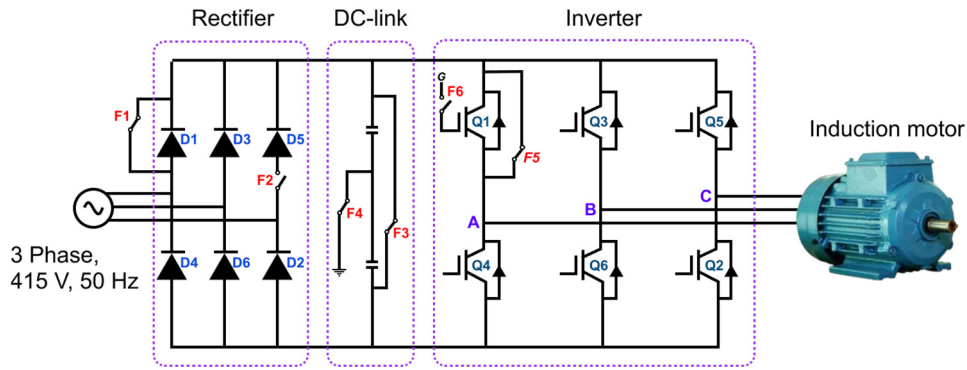 Rectifier
DC-link
Inverter
G
F6
F1
D1
D3
D5
Q1
Q3
Q5
Induction motor
F5
F2
F4
F3
A
B
C
3 Phase,
415 V, 50 Hz
D4
D6
D2
Q4
Q6
Q2